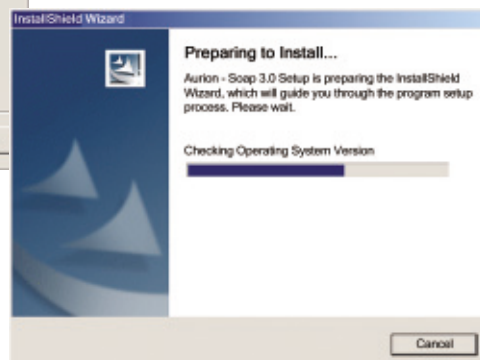 InstallShield Wizard
Preparing to Install...
Aurion - Soap 3.0 Setup is preparing the InstallShield
Wizard, which will guide you through the program setup
process. Please wait.
Checking Operating System Version
Cancel